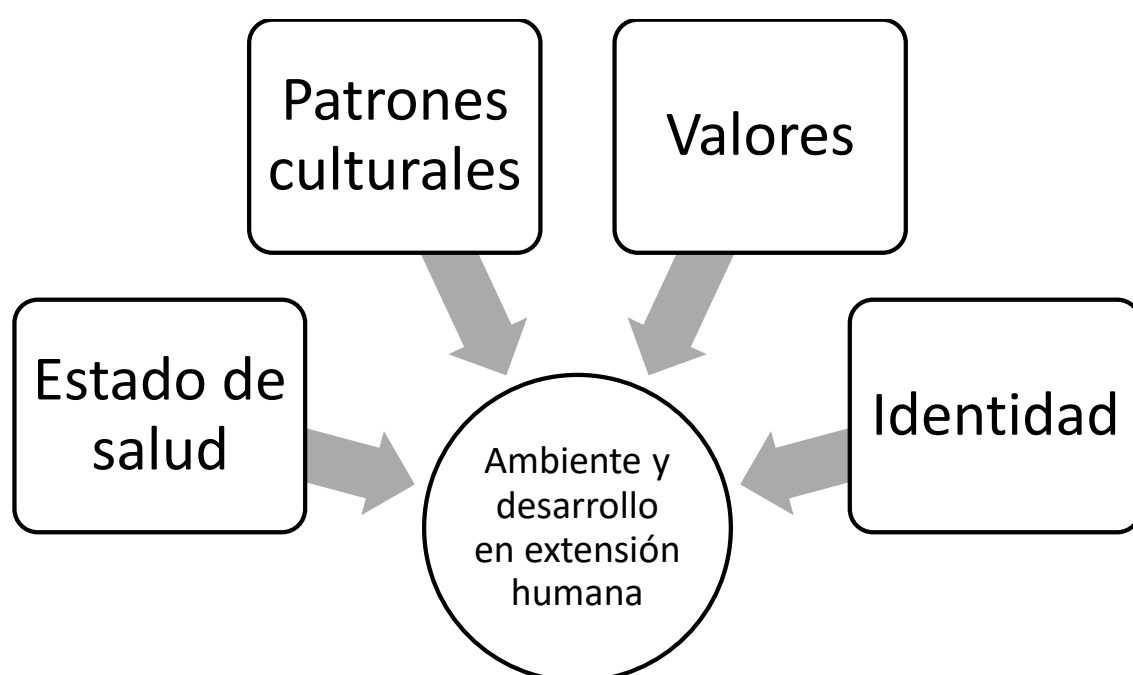 Patrones
culturales
Valores
Estado de
salud
Identidad
Ambiente y
desarrollo
en extensión
humana